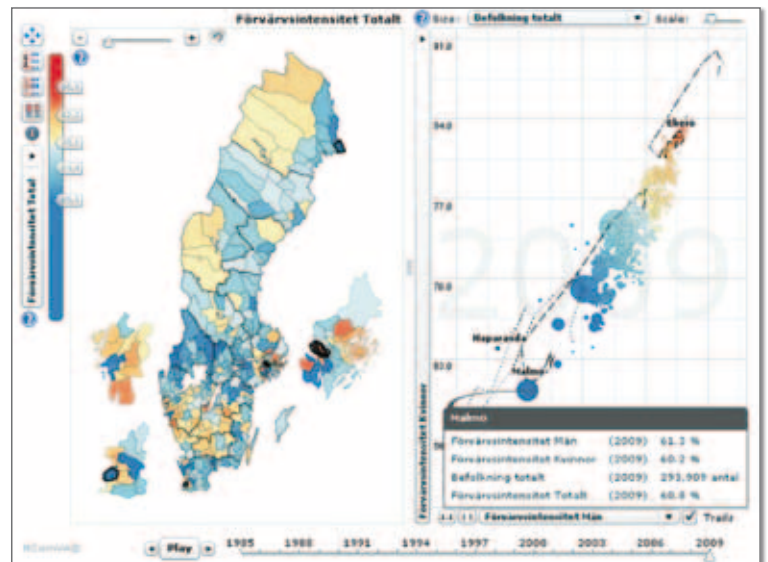 Förvärvsintensitet Totalt
Size:
Befolkning totalt
Scale:
Förvärvsintensitet Total
2009
91.0
84.0
77.0
70.0
63.0
Ekerö
Haparanda
Malmö
Förvärvsintensitet Kvinnor
Malmö
Förvärvsintensitet Män (2009) 61.3 %
Förvärvsintensitet Kvinnor (2009) 60.2 %
Befolkning totalt (2009) 293.909 antal
Förvärvsintensitet Totalt (2009) 60.8 %
Förvärvsintensitet Män
Trails
Play
1985 1988 1991 1994 1997 2000 2003 2006 2009